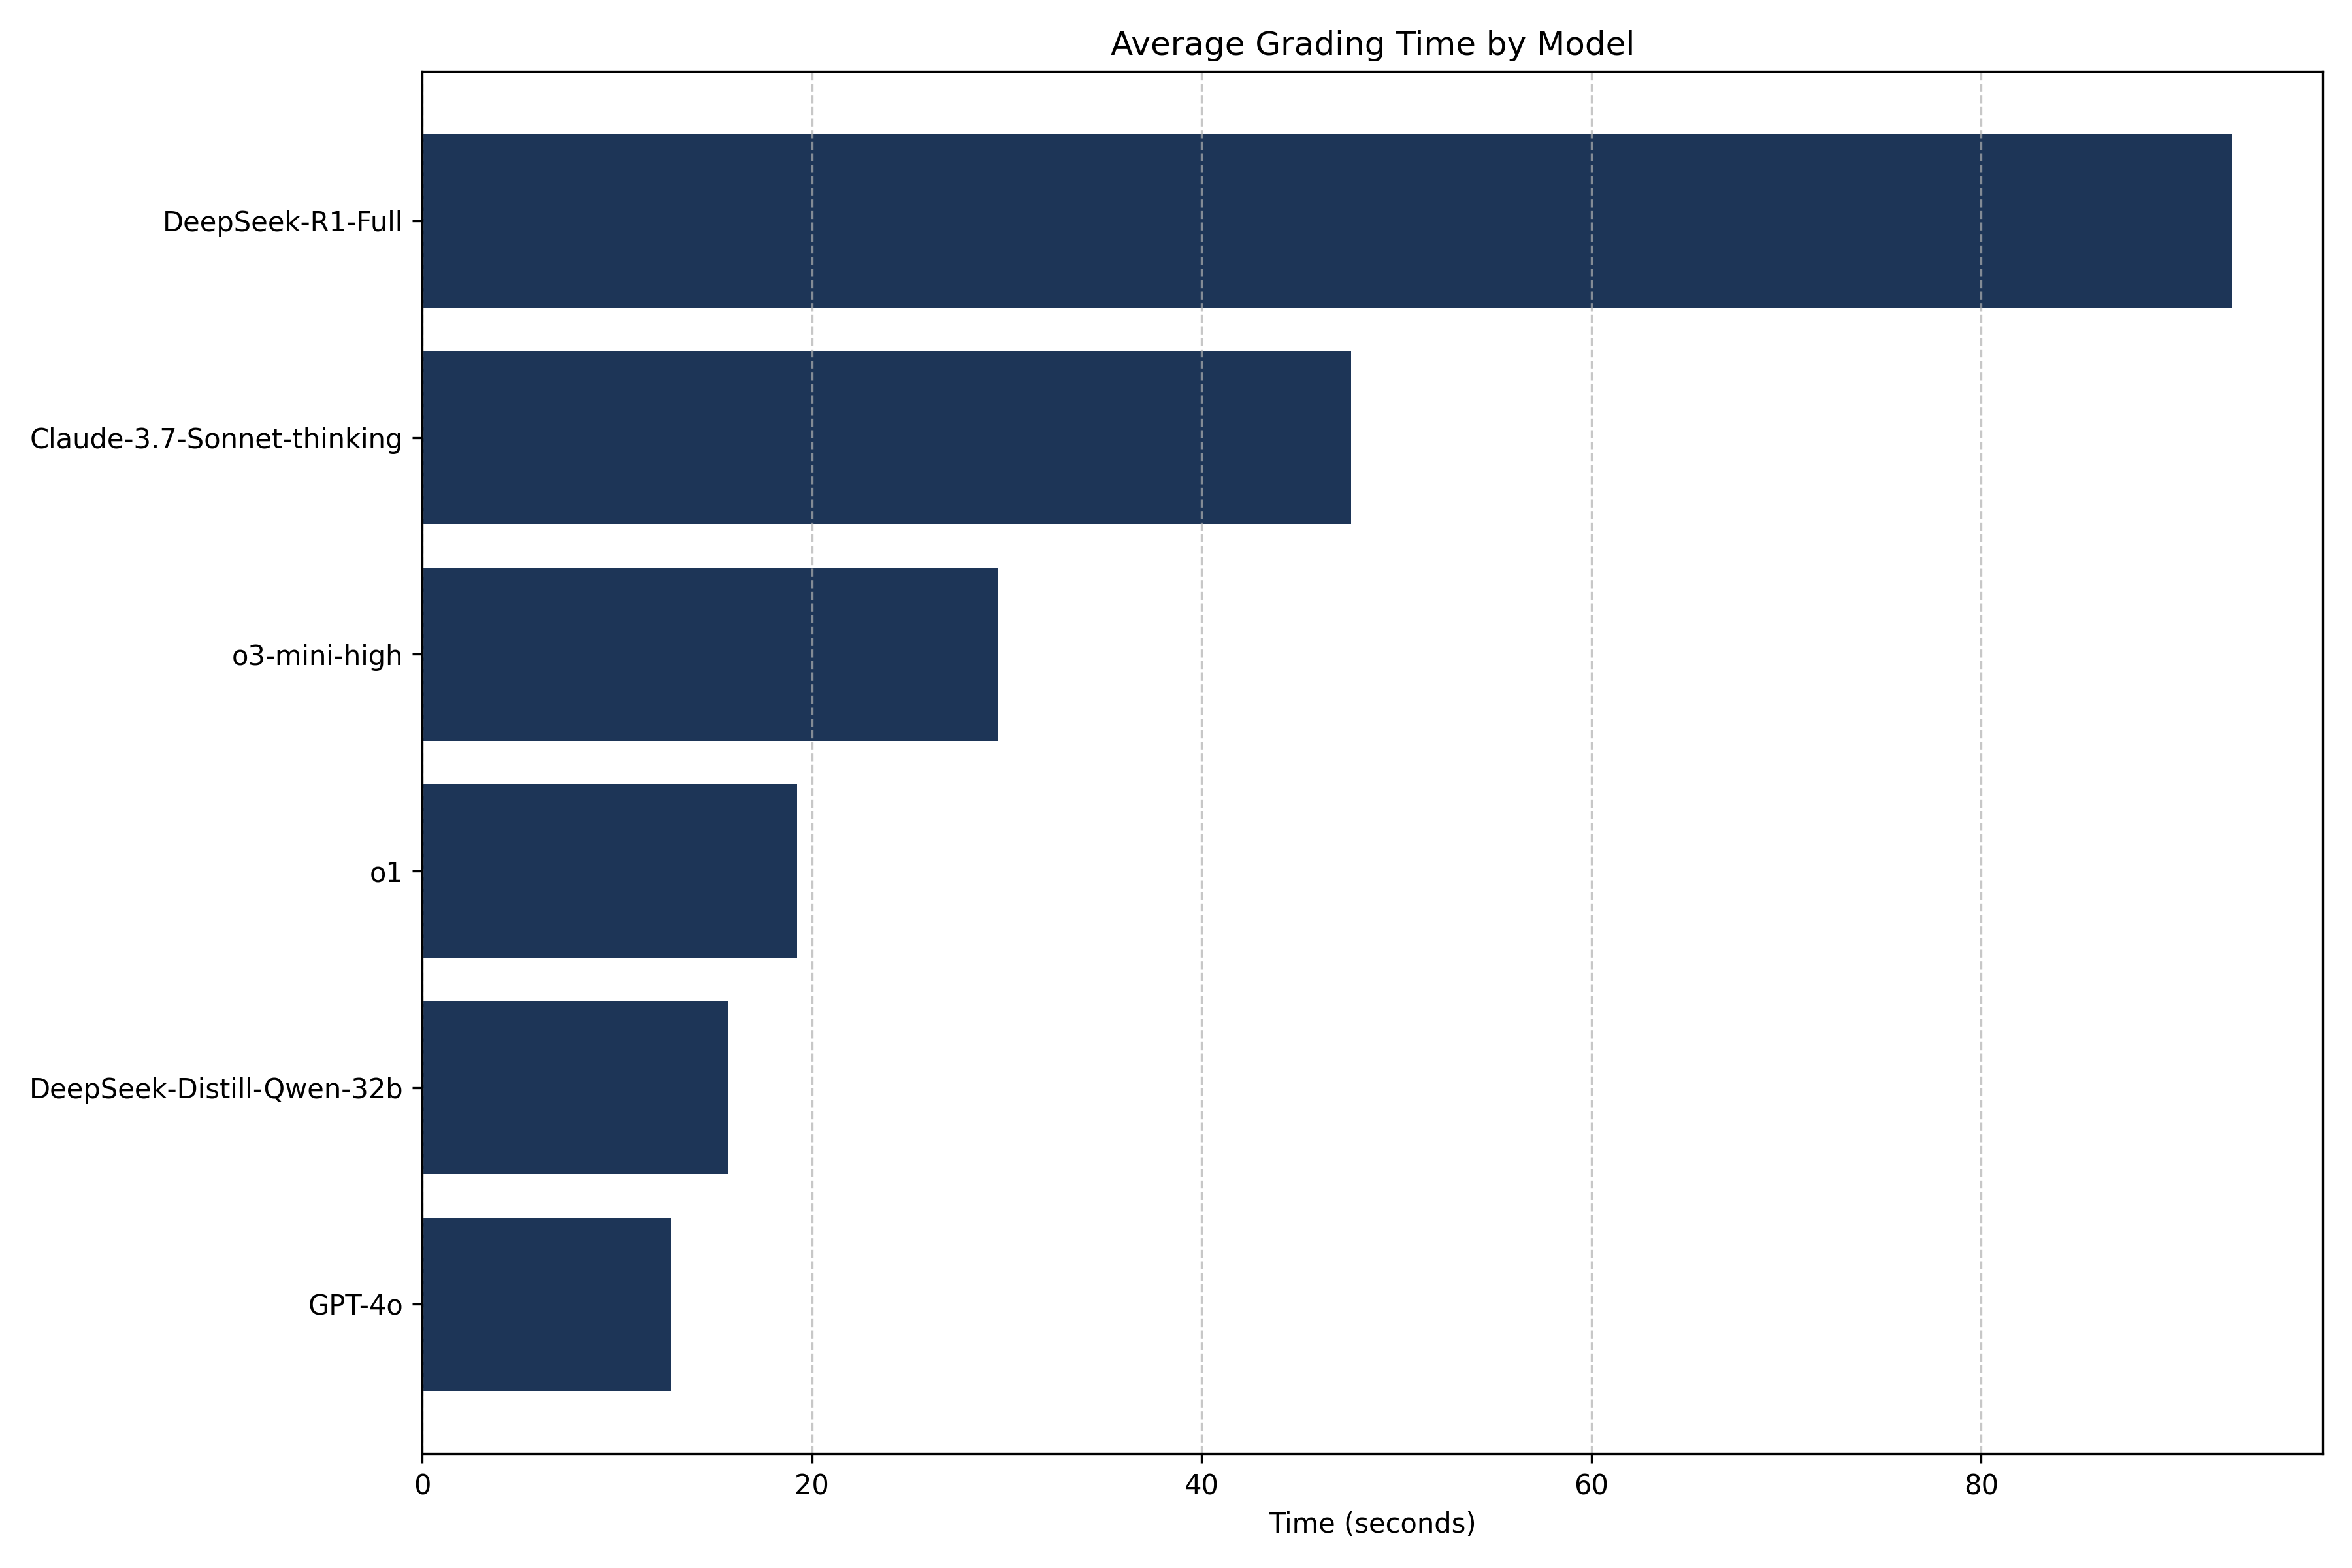 Average Grading Time by Model
DeepSeek-R1-Full
Claude-3.7-Sonnet-thinking
o3-mini-high
o1
DeepSeek-Distill-Qwen-32b
GPT-4o
0 20 40 60 80
Time (seconds)